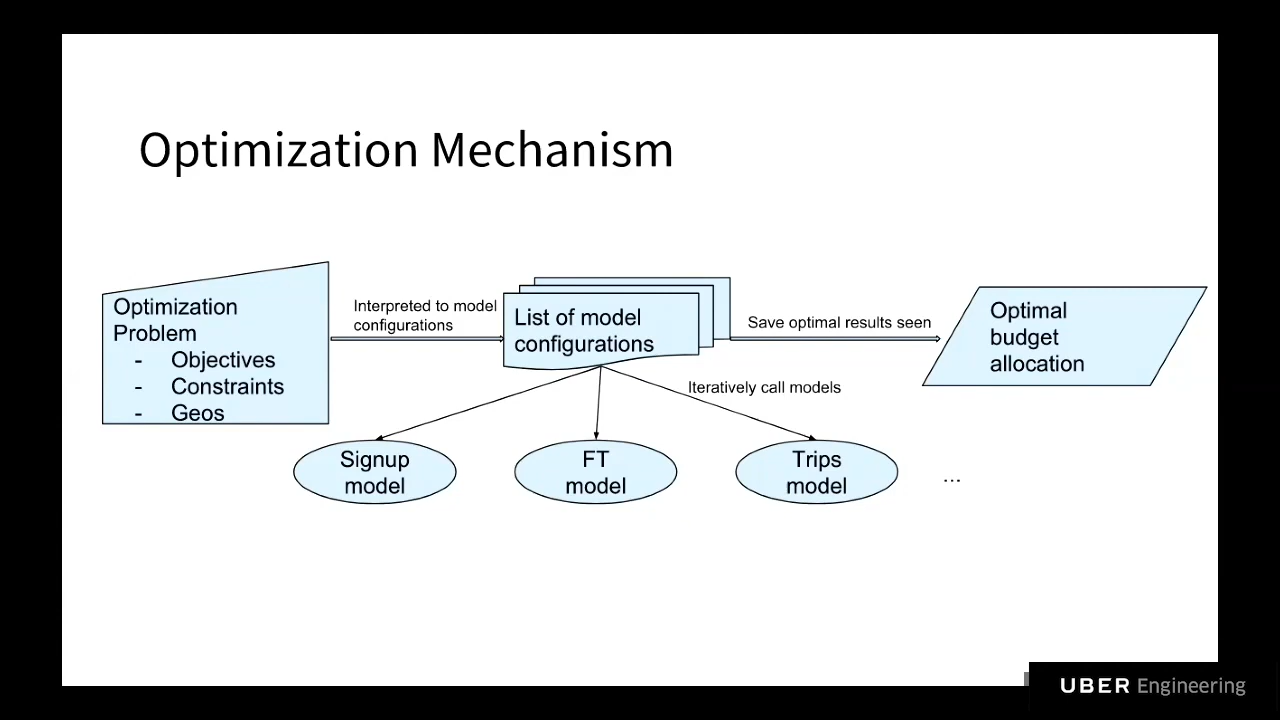 Optimization Mechanism
Optimization
Problem
- Objectives
- Constraints
- Geos
Interpreted to model
configurations
List of model
configurations
Save optimal results seen
Optimal
budget
allocation
Iteratively call models
Signup
model
FT
model
Trips
model
...
UBER Engineering